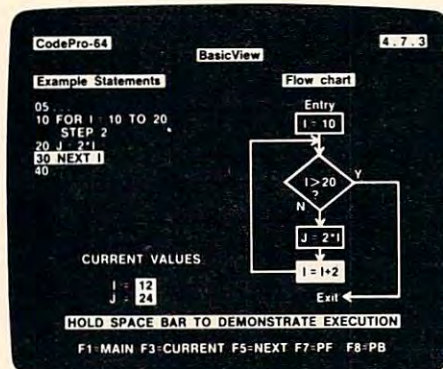 CodePro-64
4.7.3
BasicView
Example Statements
Flow chart
05...
10 FOR I = 10 TO 20
STEP 2
20 J = 2*I
30 NEXT I
40
Entry
I = 10
I > 20
?
Y
N
J = 2*I
I = I+2
Exit
CURRENT VALUES
I = 12
J = 24
HOLD SPACE BAR TO DEMONSTRATE EXECUTION
F1=MAIN F3=CURRENT F5=NEXT F7=PF F8=PB